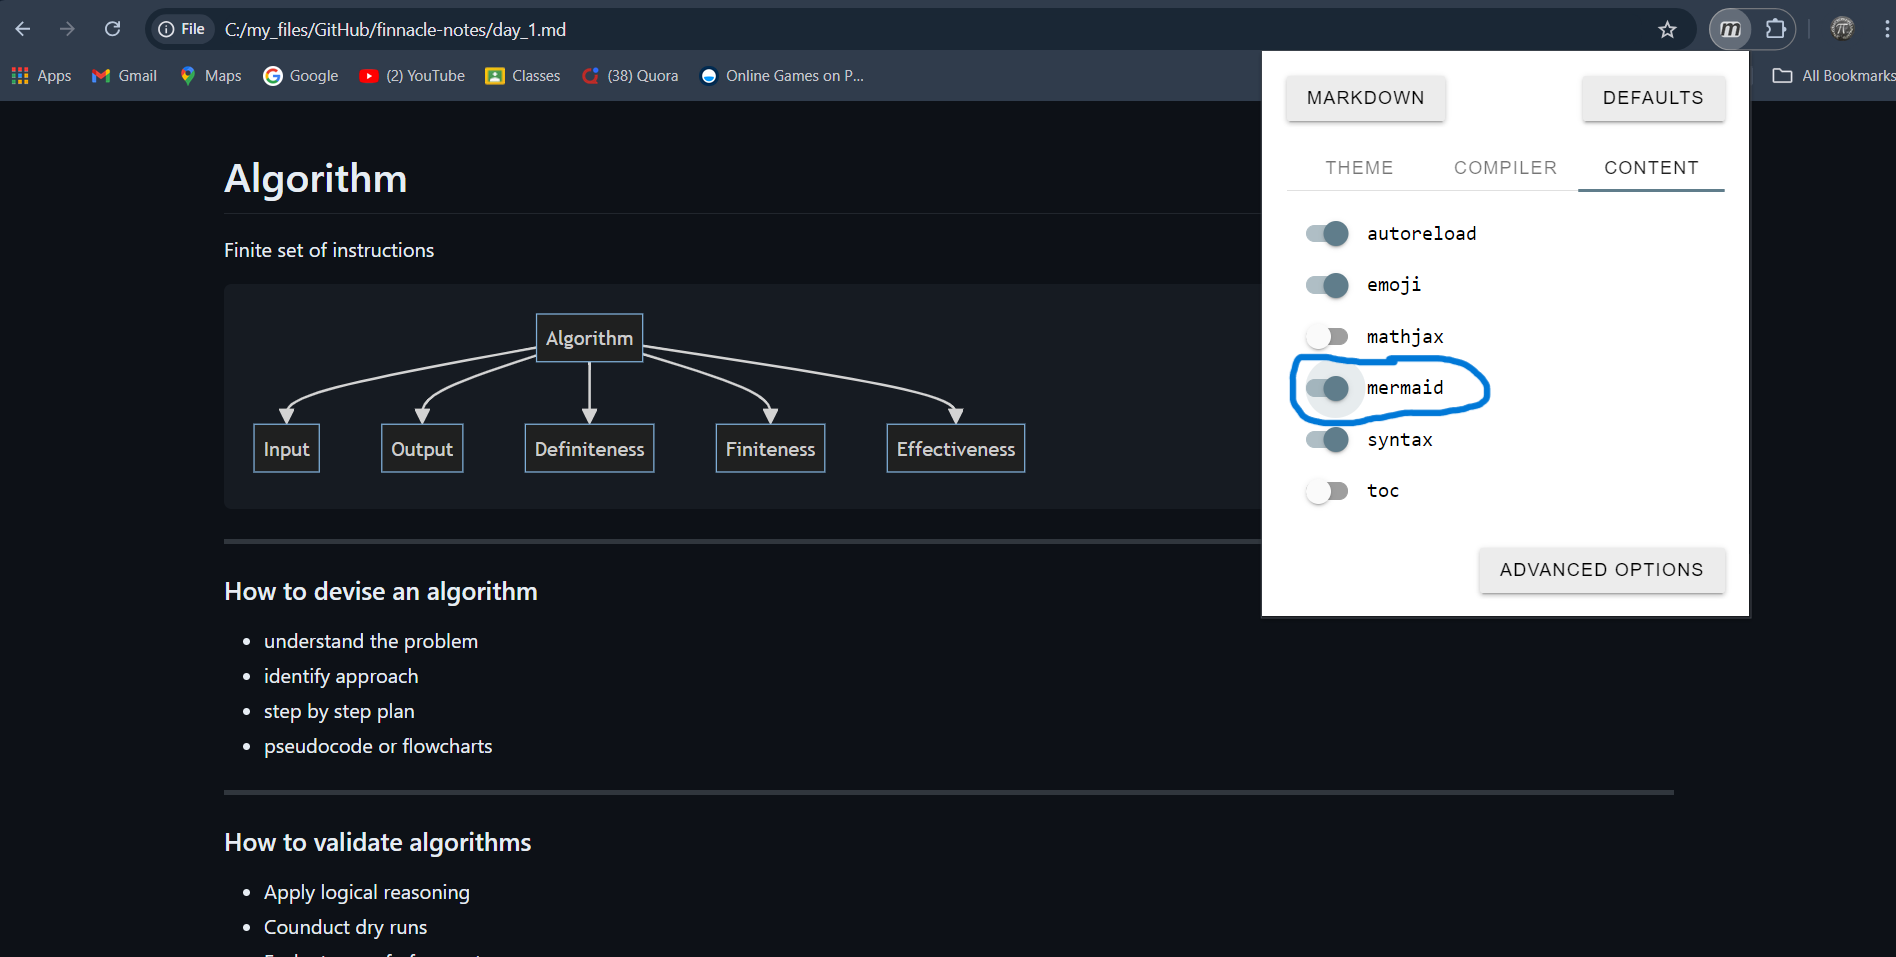 File C:/my_files/GitHub/finnacle-notes/day_1.md
Apps Gmail Maps Google (2) YouTube Classes (38) Quora Online Games on P... All Bookmarks
MARKDOWN DEFAULTS
THEME COMPILER CONTENT
autoreload
emoji
mathjax
mermaid
syntax
toc
ADVANCED OPTIONS
Algorithm
Finite set of instructions
Algorithm
Input Output Definiteness Finiteness Effectiveness
How to devise an algorithm
understand the problem
identify approach
step by step plan
pseudocode or flowcharts
How to validate algorithms
Apply logical reasoning
Counduct dry runs